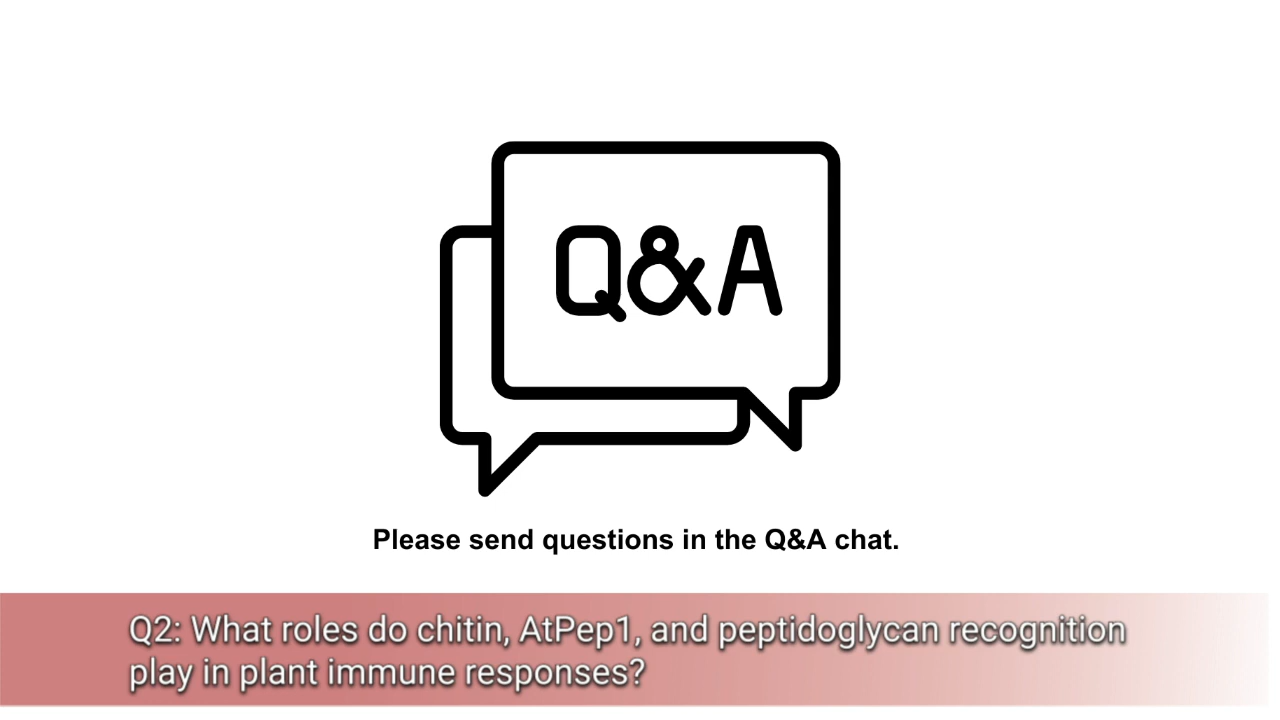 Q&A
Please send questions in the Q&A chat.
Q2: What roles do chitin, AtPep1, and peptidoglycan recognition
play in plant immune responses?